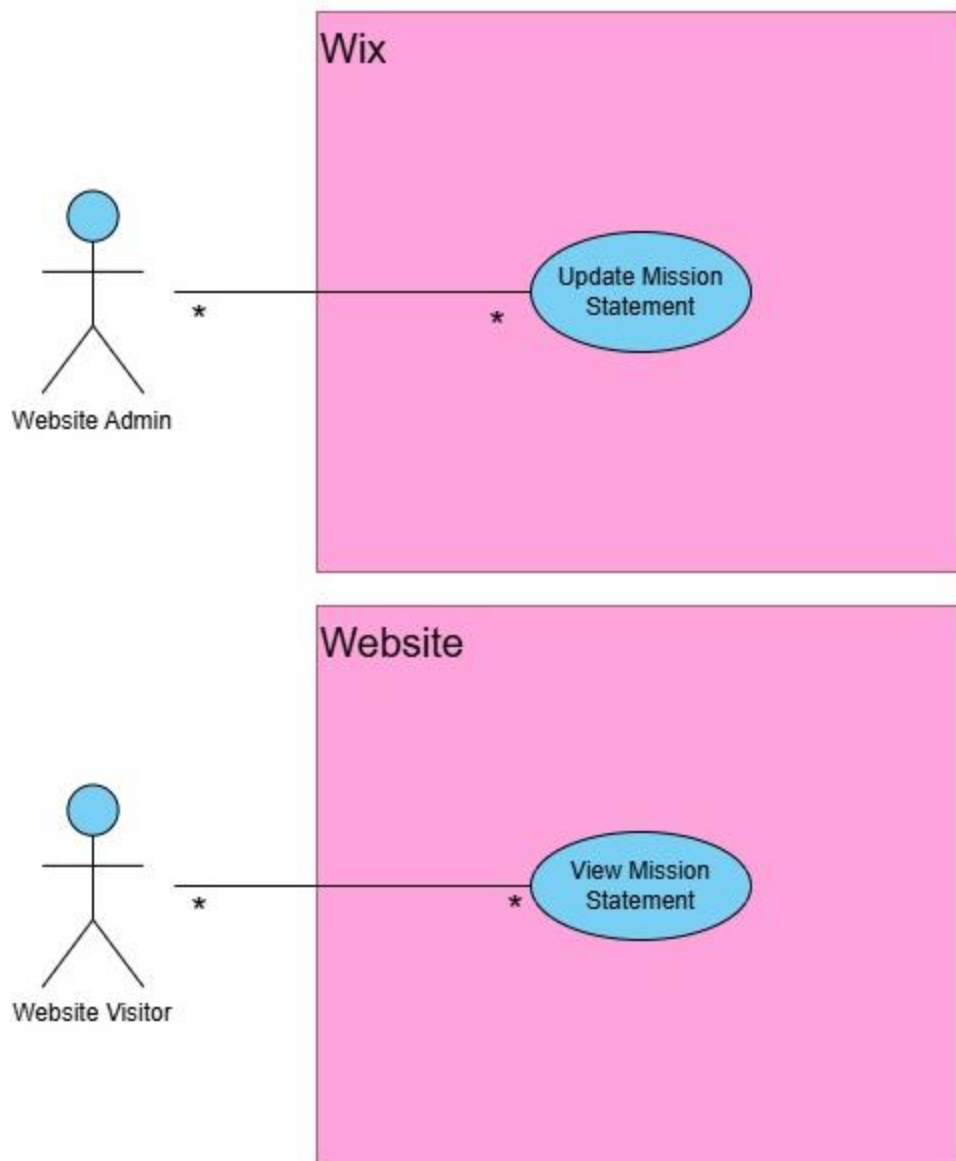 Wix
Update Mission
Statement
*
*
Website Admin
Website
View Mission
Statement
*
*
Website Visitor